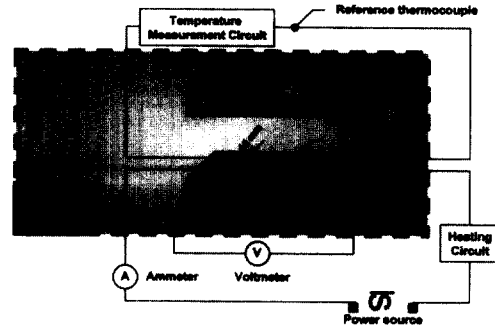 Reference thermocouple
Temperature
Measurement Circuit
Heating
Circuit
V
A
Ammeter
Voltmeter
Power source